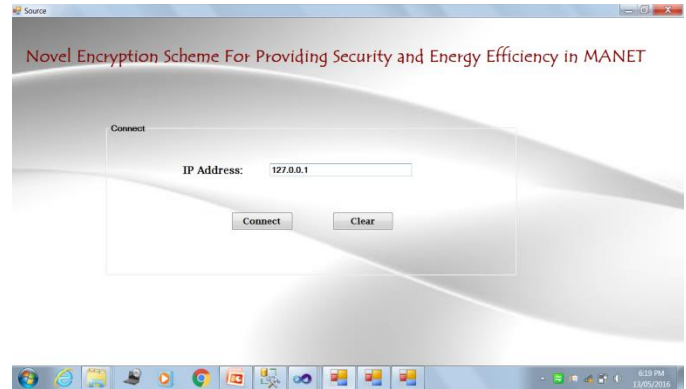 Source
Novel Encryption Scheme For Providing Security and Energy Efficiency in MANET
Connect
IP Address: 127.0.0.1
Connect Clear
6:19 PM
13/05/2016